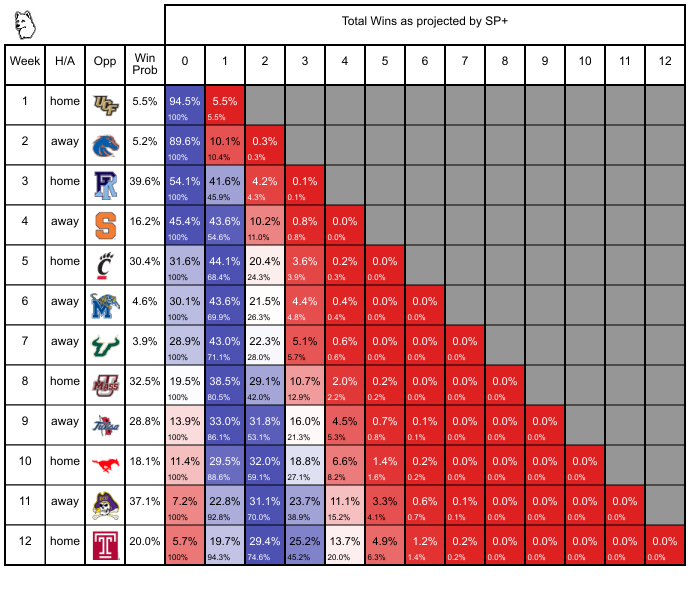 Total Wins as projected by SP+
Week H/A Opp Win Prob 0 1 2 3 4 5 6 7 8 9 10 11 12
1 home UCF 5.5% 94.5% 5.5%
100% 5.5%
2 away 5.2% 89.6% 10.1% 0.3%
100% 10.4% 0.3%
3 home R 39.6% 54.1% 41.6% 4.2% 0.1%
100% 45.9% 4.3% 0.1%
4 away S 16.2% 45.4% 43.6% 10.2% 0.8% 0.0%
100% 54.6% 11.0% 0.8% 0.0%
5 home C 30.4% 31.6% 44.1% 20.4% 3.6% 0.2% 0.0%
100% 68.4% 24.3% 3.9% 0.3% 0.0%
6 away M 4.6% 30.1% 43.6% 21.5% 4.4% 0.4% 0.0% 0.0%
100% 69.9% 26.3% 4.8% 0.4% 0.0% 0.0%
7 away 3.9% 28.9% 43.0% 22.3% 5.1% 0.6% 0.0% 0.0% 0.0%
100% 71.1% 28.0% 5.7% 0.6% 0.0% 0.0% 0.0%
8 home UMass 32.5% 19.5% 38.5% 29.1% 10.7% 2.0% 0.2% 0.0% 0.0% 0.0%
100% 80.5% 42.0% 12.9% 2.2% 0.2% 0.0% 0.0% 0.0%
9 away Tulsa 28.8% 13.9% 33.0% 31.8% 16.0% 4.5% 0.7% 0.1% 0.0% 0.0% 0.0%
100% 86.1% 53.1% 21.3% 5.3% 0.8% 0.1% 0.0% 0.0% 0.0%
10 home 18.1% 11.4% 29.5% 32.0% 18.8% 6.6% 1.4% 0.2% 0.0% 0.0% 0.0% 0.0%
100% 88.6% 59.1% 27.1% 8.2% 1.6% 0.2% 0.0% 0.0% 0.0% 0.0%
11 away 37.1% 7.2% 22.8% 31.1% 23.7% 11.1% 3.3% 0.6% 0.1% 0.0% 0.0% 0.0% 0.0%
100% 92.8% 70.0% 38.9% 15.2% 4.1% 0.7% 0.1% 0.0% 0.0% 0.0% 0.0%
12 home T 20.0% 5.7% 19.7% 29.4% 25.2% 13.7% 4.9% 1.2% 0.2% 0.0% 0.0% 0.0% 0.0% 0.0%
100% 94.3% 74.6% 45.2% 20.0% 6.3% 1.4% 0.2% 0.0% 0.0% 0.0% 0.0% 0.0%